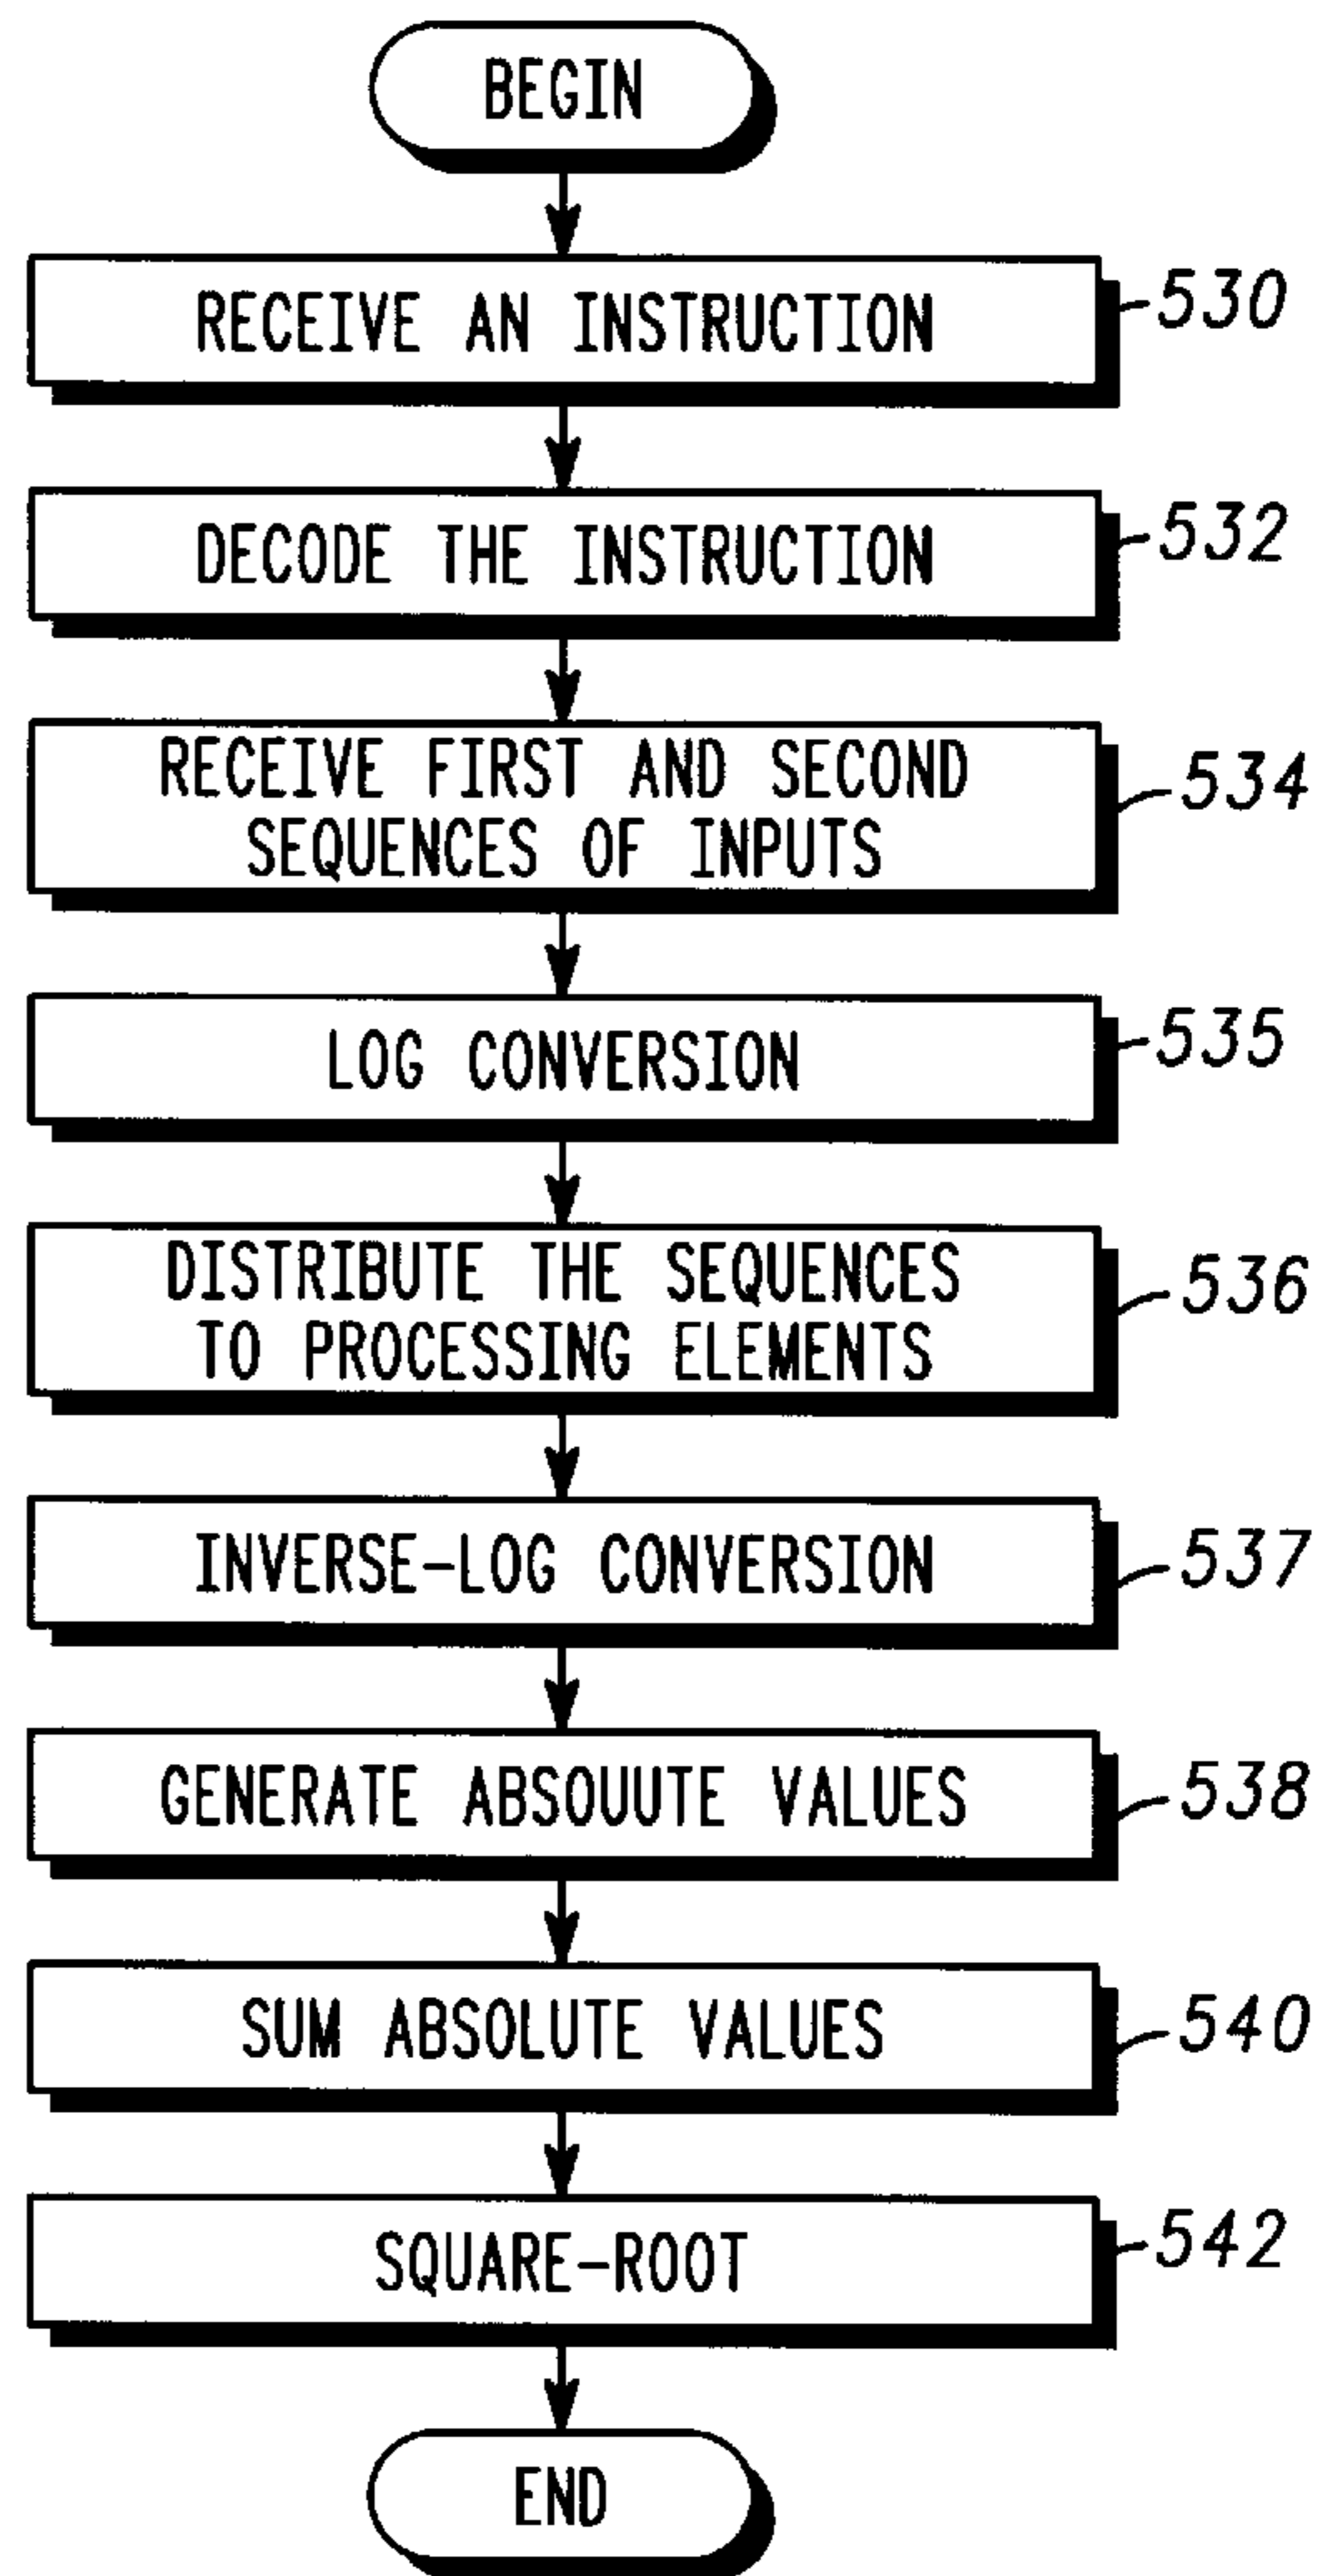 BEGIN
RECEIVE AN INSTRUCTION
530
DECODE THE INSTRUCTION
532
RECEIVE FIRST AND SECOND
SEQUENCES OF INPUTS
534
LOG CONVERSION
535
DISTRIBUTE THE SEQUENCES
TO PROCESSING ELEMENTS
536
INVERSE-LOG CONVERSION
537
GENERATE ABSOUUTE VALUES
538
SUM ABSOLUTE VALUES
540
SQUARE-ROOT
542
END